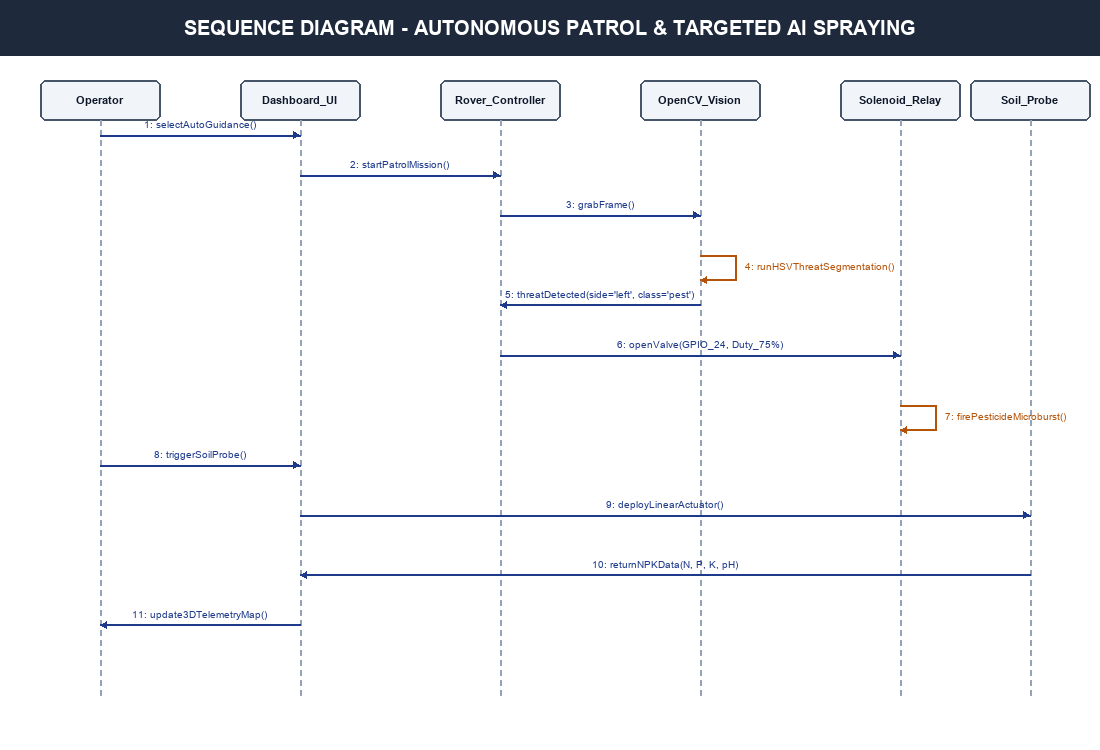 SEQUENCE DIAGRAM - AUTONOMOUS PATROL & TARGETED AI SPRAYING
Operator
Dashboard_UI
Rover_Controller
OpenCV_Vision
Solenoid_Relay
Soil_Probe
1: selectAutoGuidance()
2: startPatrolMission()
3: grabFrame()
4: runHSVThreatSegmentation()
5: threatDetected(side='left', class='pest')
6: openValve(GPIO_24, Duty_75%)
7: firePesticideMicroburst()
8: triggerSoilProbe()
9: deployLinearActuator()
10: returnNPKData(N, P, K, pH)
11: update3DTelemetryMap()